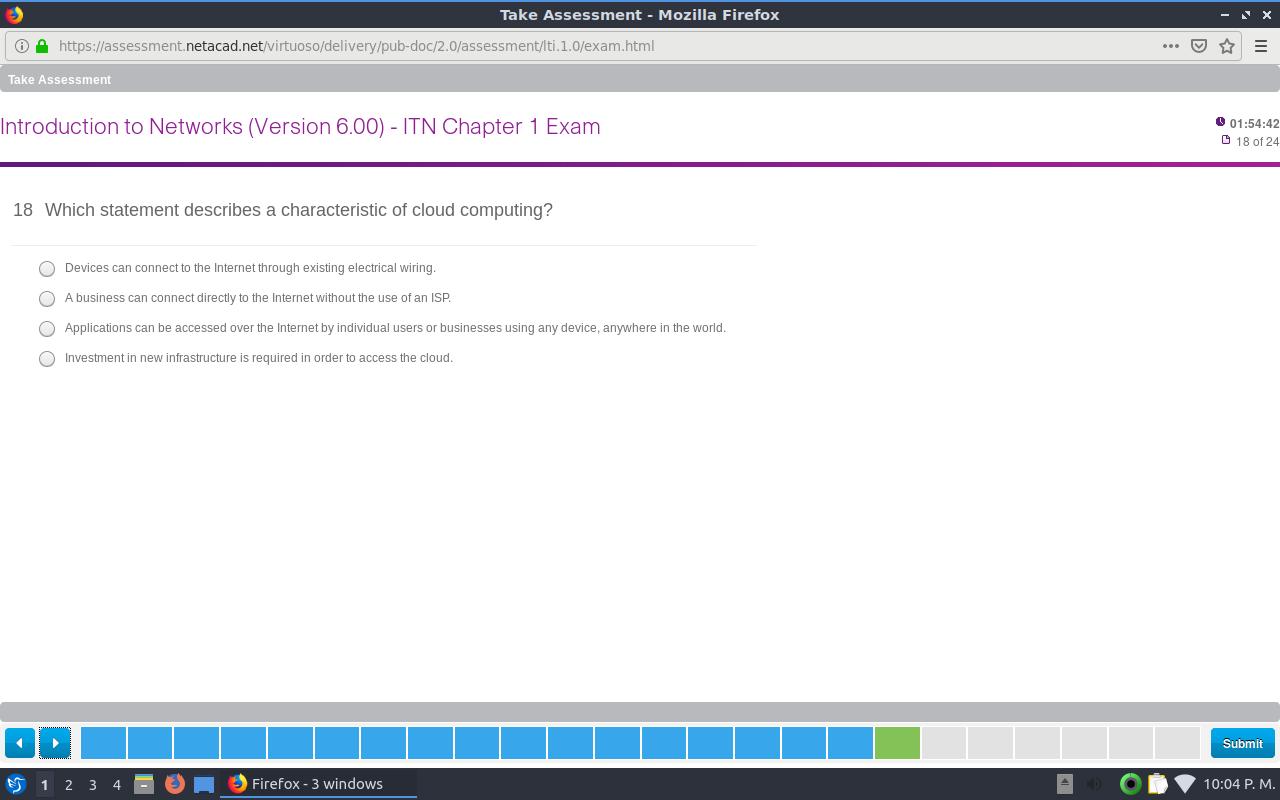 Take Assessment - Mozilla Firefox
https://assessment.netacad.net/virtuoso/delivery/pub-doc/2.0/assessment/lti.1.0/exam.html
Take Assessment
Introduction to Networks (Version 6.00) - ITN Chapter 1 Exam
01:54:42
18 of 24
18 Which statement describes a characteristic of cloud computing?
Devices can connect to the Internet through existing electrical wiring.
A business can connect directly to the Internet without the use of an ISP.
Applications can be accessed over the Internet by individual users or businesses using any device, anywhere in the world.
Investment in new infrastructure is required in order to access the cloud.
Submit
1 2 3 4 Firefox - 3 windows 10:04 P. M.